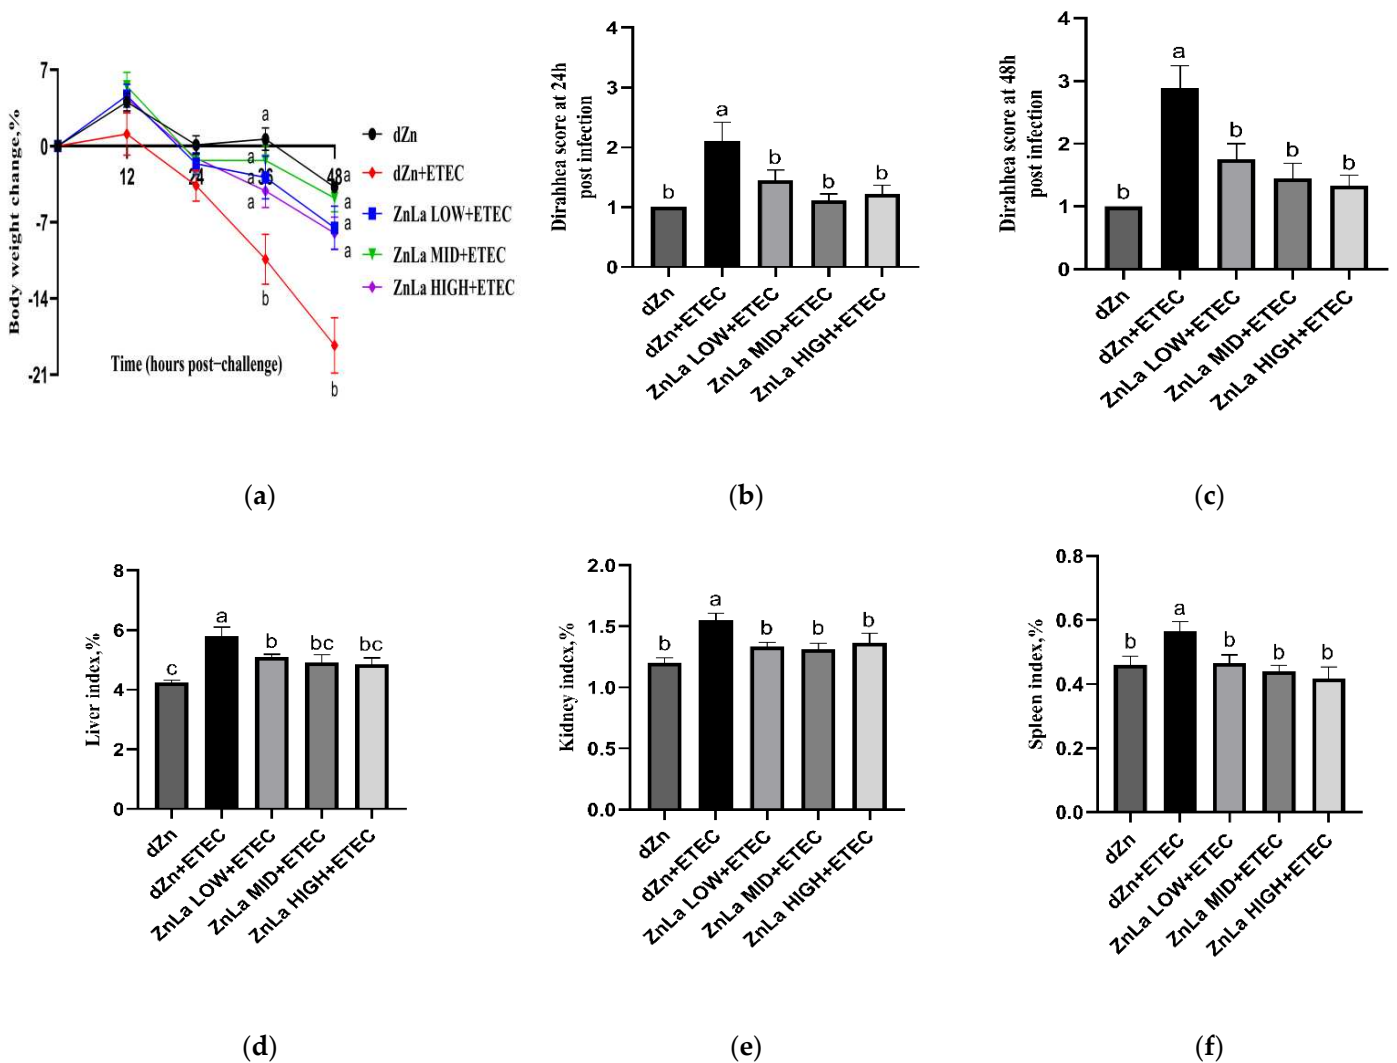 Body weight change,%
7
0
-7
-14
-21
12
24
36
48
a
a
a
a
b
a
a
a
a
b
Time (hours post-challenge)
dZn
dZn+ETEC
ZnLa LOW+ETEC
ZnLa MID+ETEC
ZnLa HIGH+ETEC
(a)
Dirahhea score at 24h
post infection
4
3
2
1
0
b
a
b
b
b
dZn
dZn+ETEC
ZnLa LOW+ETEC
ZnLa MID+ETEC
ZnLa HIGH+ETEC
(b)
Dirahhea score at 48h
post infection
4
3
2
1
0
b
a
b
b
b
dZn
dZn+ETEC
ZnLa LOW+ETEC
ZnLa MID+ETEC
ZnLa HIGH+ETEC
(c)
Liver index,%
8
6
4
2
0
c
a
b
bc
bc
dZn
dZn+ETEC
ZnLa LOW+ETEC
ZnLa MID+ETEC
ZnLa HIGH+ETEC
(d)
Kidney index,%
2.0
1.5
1.0
0.5
0.0
b
a
b
b
b
dZn
dZn+ETEC
ZnLa LOW+ETEC
ZnLa MID+ETEC
ZnLa HIGH+ETEC
(e)
Spleen index,%
0.8
0.6
0.4
0.2
0.0
b
a
b
b
b
dZn
dZn+ETEC
ZnLa LOW+ETEC
ZnLa MID+ETEC
ZnLa HIGH+ETEC
(f)